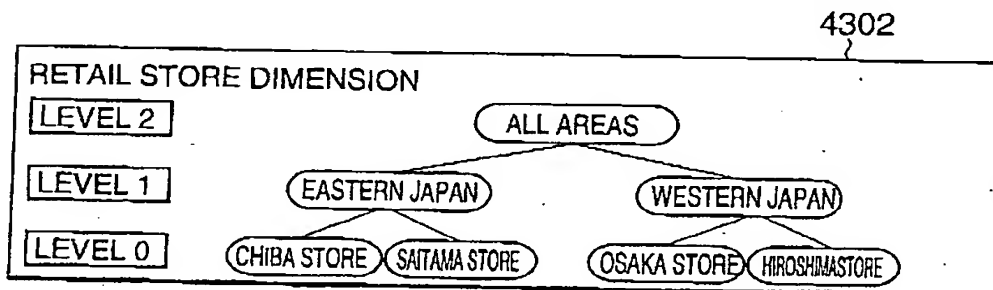 4302
RETAIL STORE DIMENSION
LEVEL 2 ALL AREAS
LEVEL 1 EASTERN JAPAN WESTERN JAPAN
LEVEL 0 CHIBA STORE SAITAMA STORE OSAKA STORE HIROSHIMASTORE